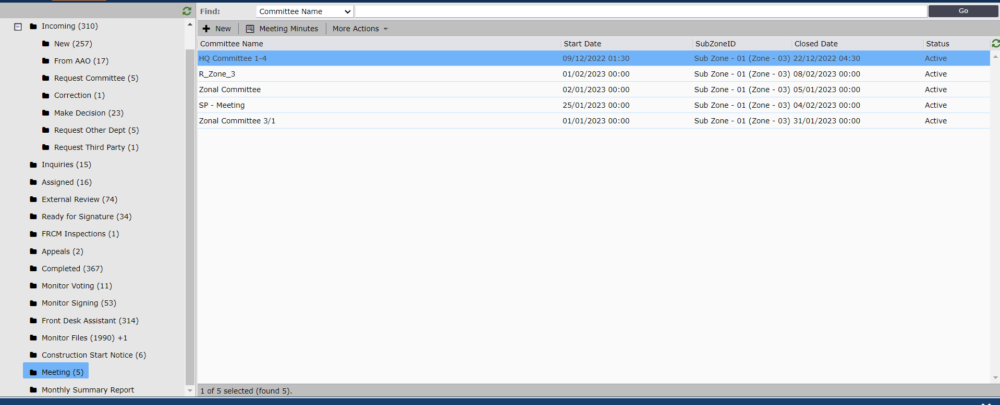 Find: Committee Name Go
New Meeting Minutes More Actions
Incoming (310)
New (257)
From AAO (17)
Request Committee (5)
Correction (1)
Make Decision (23)
Request Other Dept (5)
Request Third Party (1)
Inquiries (15)
Assigned (16)
External Review (74)
Ready for Signature (34)
FRCM Inspections (1)
Appeals (2)
Completed (367)
Monitor Voting (11)
Monitor Signing (53)
Front Desk Assistant (314)
Monitor Files (1990) +1
Construction Start Notice (6)
Meeting (5)
Monthly Summary Report
Committee Name Start Date SubZoneID Closed Date Status
HQ Committee 1-4 09/12/2022 01:30 Sub Zone - 01 (Zone - 03) 22/12/2022 04:30 Active
R_Zone_3 01/02/2023 00:00 Sub Zone - 01 (Zone - 03) 08/02/2023 00:00 Active
Zonal Committee 02/01/2023 00:00 Sub Zone - 01 (Zone - 03) 05/01/2023 00:00 Active
SP - Meeting 25/01/2023 00:00 Sub Zone - 01 (Zone - 03) 04/02/2023 00:00 Active
Zonal Committee 3/1 01/01/2023 00:00 Sub Zone - 01 (Zone - 03) 31/01/2023 00:00 Active
1 of 5 selected (found 5).